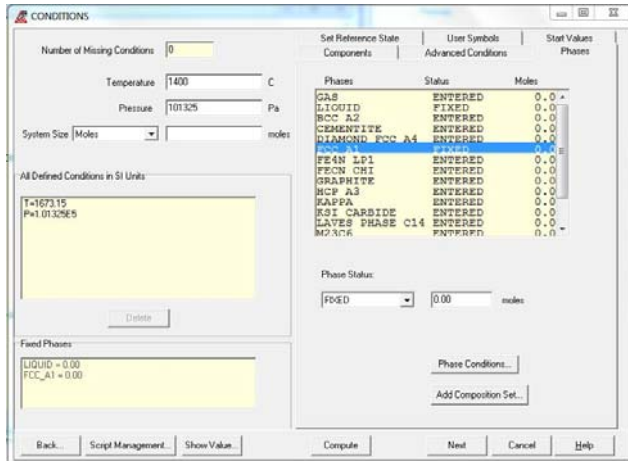 CONDITIONS
Number of Missing Conditions 0
Temperature 1400 C
Pressure 101325 Pa
System Size Moles moles
All Defined Conditions in SI Units
T=1673.15
P=1.01325E5
Delete
Fixed Phases
LIQUID = 0.00
FCC_A1 = 0.00
Set Reference State User Symbols Start Values
Components Advanced Conditions Phases
Phases Status Moles
GAS ENTERED 0.0
LIQUID FIXED 0.0
BCC A2 ENTERED 0.0
CEMENTITE ENTERED 0.0
DIAMOND FCC A4 ENTERED 0.0
FCC A1 FIXED 0.0
FE4N LP1 ENTERED 0.0
FECN CHI ENTERED 0.0
GRAPHITE ENTERED 0.0
HCP A3 ENTERED 0.0
KAPPA ENTERED 0.0
KSI CARBIDE ENTERED 0.0
LAVES PHASE C14 ENTERED 0.0
M23C6 ENTERED 0.0
Phase Status:
FIXED 0.00 moles
Phase Conditions...
Add Composition Set...
Back... Script Management... Show Value... Compute Next Cancel Help